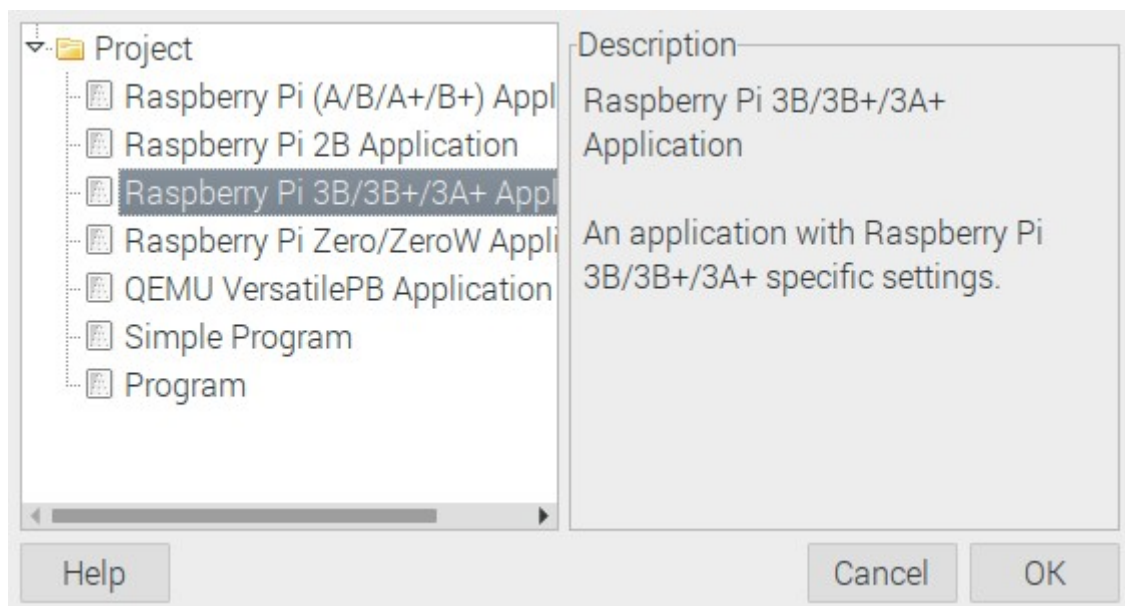 Project
Raspberry Pi (A/B/A+/B+) Appl
Raspberry Pi 2B Application
Raspberry Pi 3B/3B+/3A+ Appl
Raspberry Pi Zero/ZeroW Appli
QEMU VersatilePB Application
Simple Program
Program
Description
Raspberry Pi 3B/3B+/3A+
Application
An application with Raspberry Pi
3B/3B+/3A+ specific settings.
Help
Cancel
OK